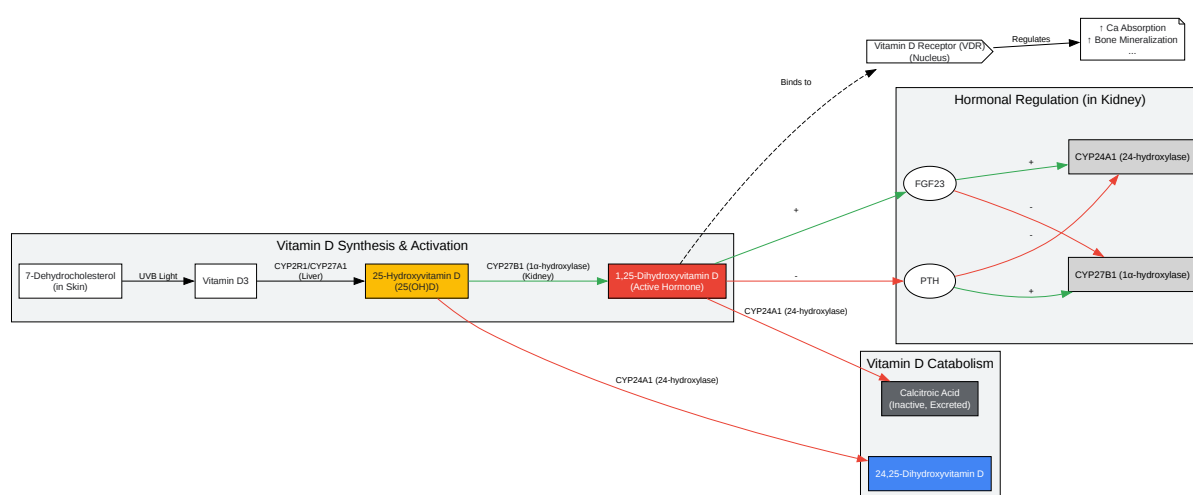 ↑ Ca Absorption
↑ Bone Mineralization
...
Regulates
Vitamin D Receptor (VDR)
(Nucleus)
Binds to
Hormonal Regulation (in Kidney)
CYP24A1 (24-hydroxylase)
+
FGF23
-
+
-
Vitamin D Synthesis & Activation
7-Dehydrocholesterol
(in Skin)
UVB Light
Vitamin D3
CYP2R1/CYP27A1
(Liver)
25-Hydroxyvitamin D
(25(OH)D)
CYP27B1 (1α-hydroxylase)
(Kidney)
1,25-Dihydroxyvitamin D
(Active Hormone)
-
PTH
+
CYP27B1 (1α-hydroxylase)
CYP24A1 (24-hydroxylase)
Vitamin D Catabolism
CYP24A1 (24-hydroxylase)
Calcitroic Acid
(Inactive, Excreted)
24,25-Dihydroxyvitamin D